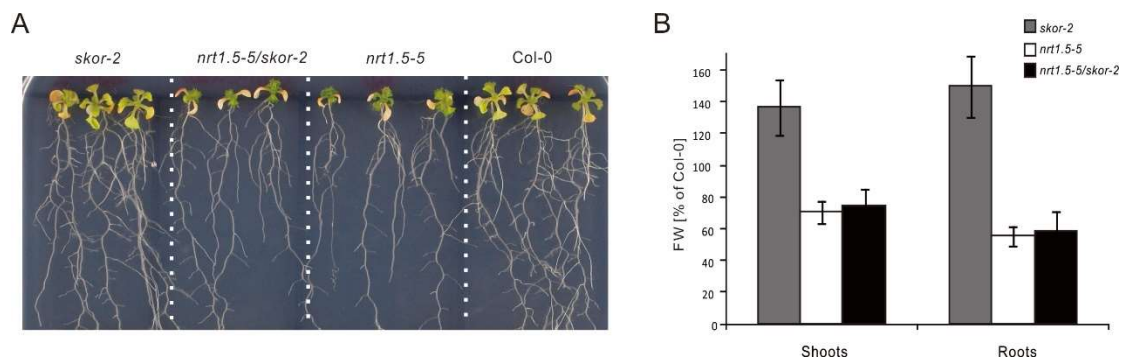 A
skor-2 nrt1.5-5/skor-2 nrt1.5-5 Col-0
B
skor-2
nrt1.5-5
nrt1.5-5/skor-2
FW [% of Col-0]
160
140
120
100
80
60
40
20
0
Shoots Roots